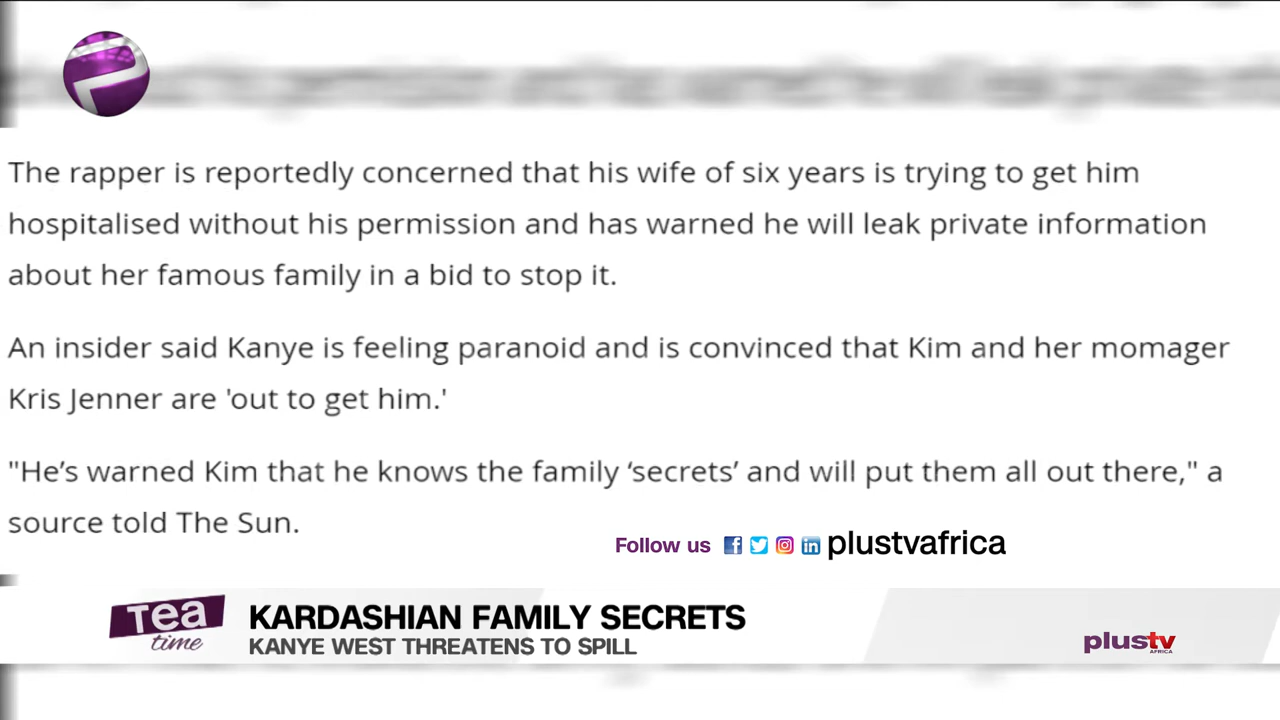 The rapper is reportedly concerned that his wife of six years is trying to get him
hospitalised without his permission and has warned he will leak private information
about her famous family in a bid to stop it.
An insider said Kanye is feeling paranoid and is convinced that Kim and her momager
Kris Jenner are 'out to get him.'
"He’s warned Kim that he knows the family ‘secrets’ and will put them all out there," a
source told The Sun.
Follow us plustvafrica
Tea
time
KARDASHIAN FAMILY SECRETS
KANYE WEST THREATENS TO SPILL
plustv
AFRICA